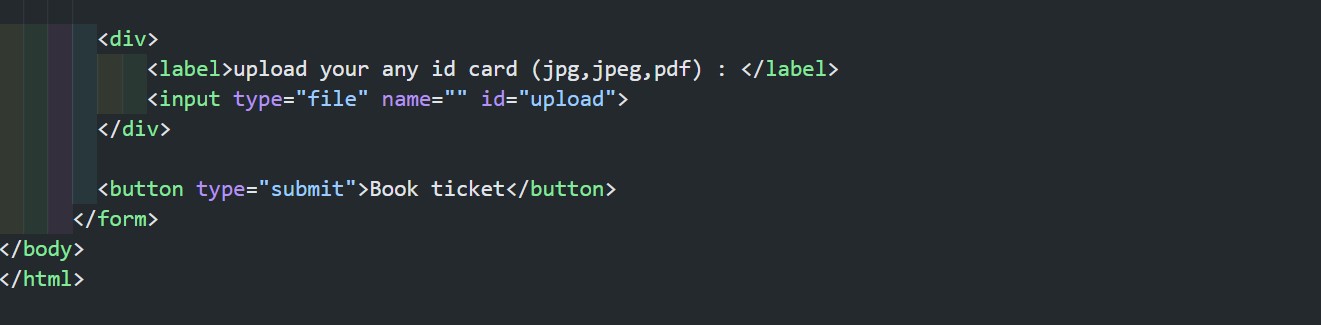 <div>
<label>upload your any id card (jpg,jpeg,pdf) : </label>
<input type="file" name="" id="upload">
</div>
<button type="submit">Book ticket</button>
</form>
</body>
</html>